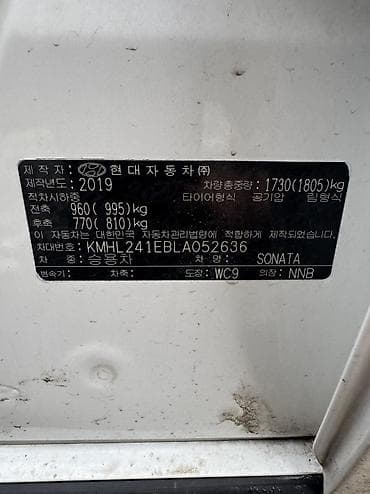 제작자: 현대자동차㈜
제작년도: 2019 차량총중량: 1730(1805)kg
적차시하중 타이어형식 공기압 림형식
전축 960( 995)kg
후축 770( 810)kg
이 자동차는 대한민국 자동차관리법령에 적합하게 제작되었습니다.
차대번호: KMHL241EBLA052636
차 종: 승용차 차 명: SONATA
변속기: 차축: 도장: WC9 의장: NNB